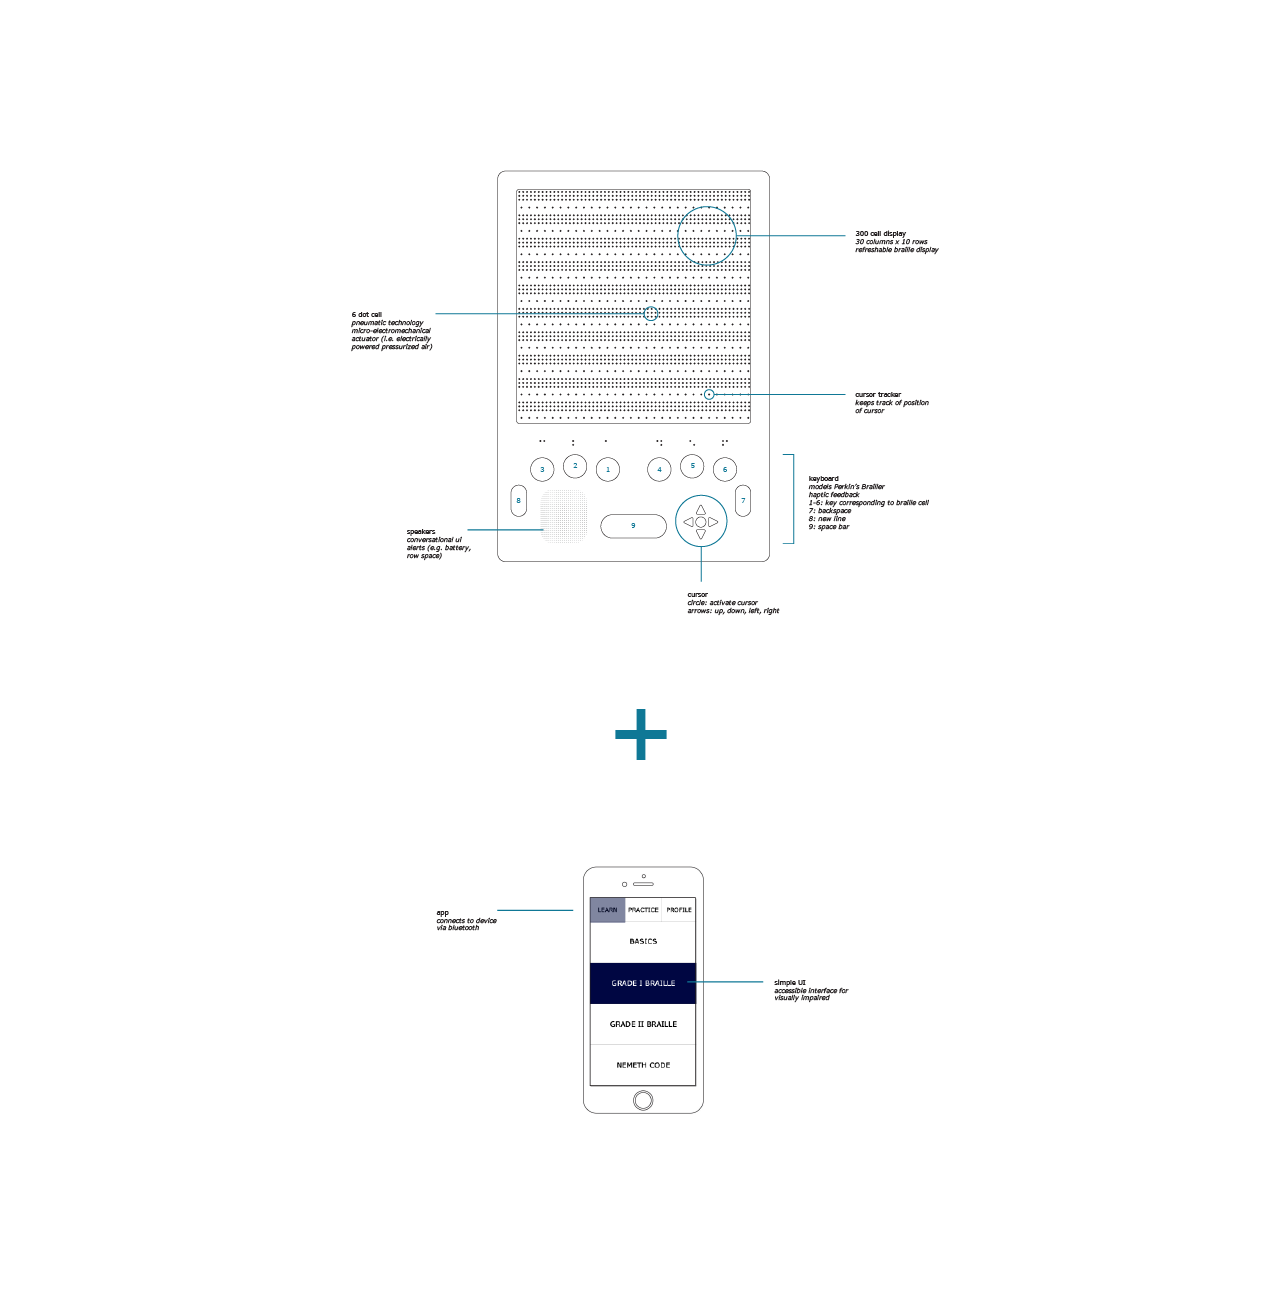 300 cell display
30 columns x 10 rows
refreshable braille display
6 dot cell
pneumatic technology
micro-electromechanical
actuator (i.e. electrically
powered pressurized air)
cursor tracker
keeps track of position
of cursor
3
2
1
4
5
6
8
7
9
keyboard
models Perkin's Brailler
haptic feedback
1-6: key corresponding to braille cell
7: backspace
8: new line
9: space bar
speakers
conversational ui
alerts (e.g. battery,
row space)
cursor
circle: activate cursor
arrows: up, down, left, right
+
app
connects to device
via bluetooth
LEARN PRACTICE PROFILE
BASICS
GRADE I BRAILLE
GRADE II BRAILLE
NEMETH CODE
simple UI
accessible interface for
visually impaired